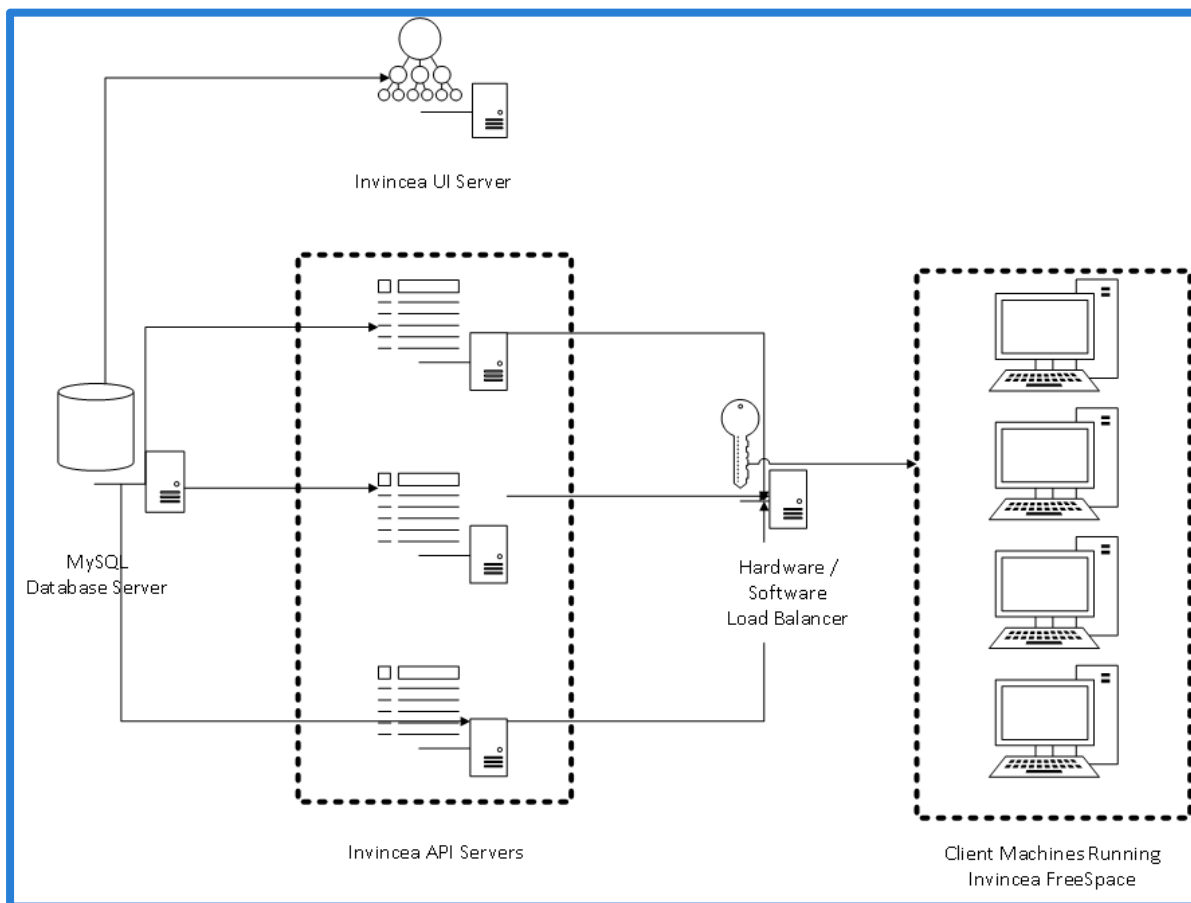 Invincea UI Server
MySQL
Database Server
Hardware /
Software
Load Balancer
Invincea API Servers
Client Machines Running
Invincea FreeSpace